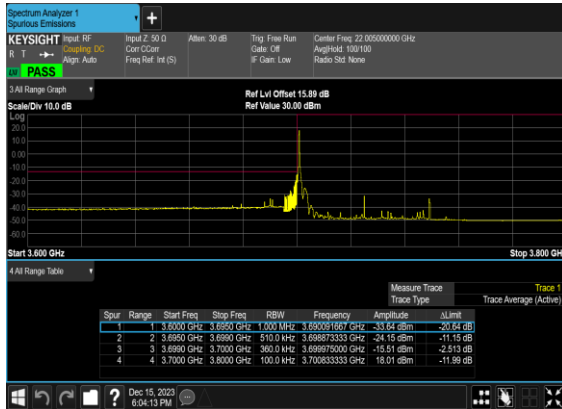 Spectrum Analyzer 1
Spurious Emissions
+
KEYSIGHT
R T
LXI PASS
Input: RF
Coupling: DC
Align: Auto
Input Z: 50 Ω
Corr CCorr
Freq Ref: Int (S)
Atten: 30 dB
Trig: Free Run
Gate: Off
IF Gain: Low
Center Freq: 22.005000000 GHz
Avg|Hold: 100/100
Radio Std: None
3 All Range Graph
Scale/Div 10.0 dB
Ref Lvl Offset 15.89 dB
Ref Value 30.00 dBm
Log
20.0
10.0
0.00
-10.0
-20.0
-30.0
-40.0
-50.0
-60.0
Start 3.600 GHz
Stop 3.800 GH
4 All Range Table
Measure Trace Trace 1
Trace Type Trace Average (Active)
Spur Range Start Freq Stop Freq RBW Frequency Amplitude ΔLimit
1 1 3.6000 GHz 3.6950 GHz 1.000 MHz 3.690091667 GHz -33.64 dBm -20.64 dB
2 2 3.6950 GHz 3.6990 GHz 510.0 kHz 3.698873333 GHz -24.15 dBm -11.15 dB
3 3 3.6990 GHz 3.7000 GHz 360.0 kHz 3.699975000 GHz -15.51 dBm -2.513 dB
4 4 3.7000 GHz 3.8000 GHz 100.0 kHz 3.700833333 GHz 18.01 dBm -11.99 dB
?
Dec 15, 2023
6:04:13 PM